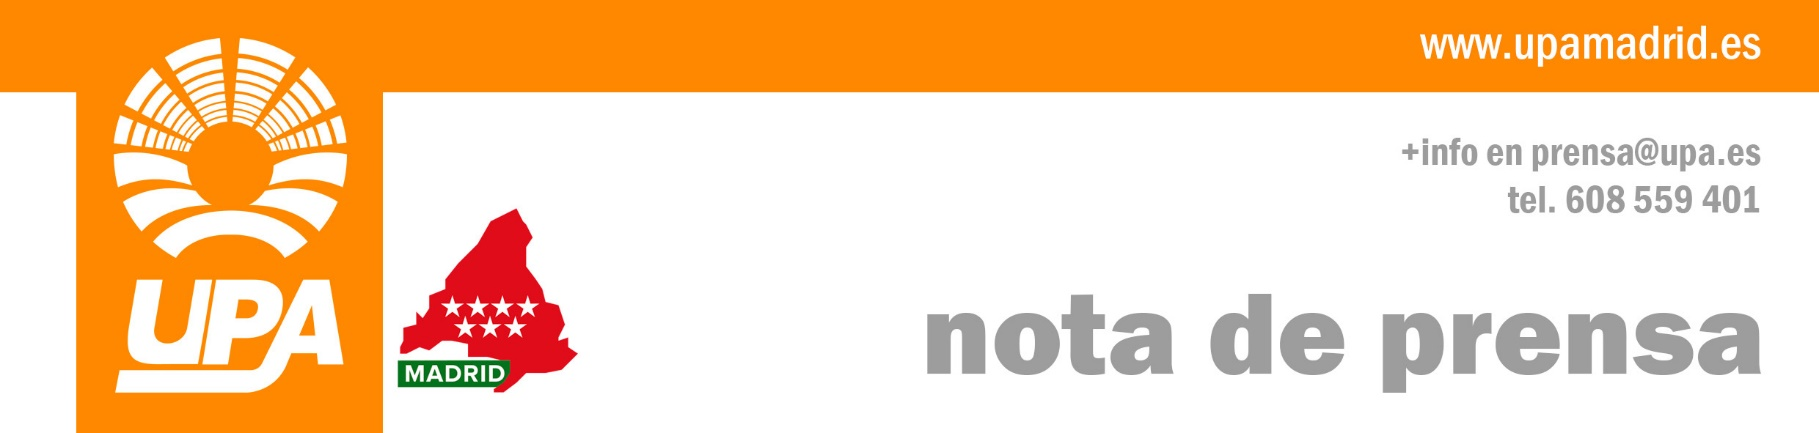 www.upamadrid.es
+info en prensa@upa.es
tel. 608 559 401
UPA
MADRID
nota de prensa